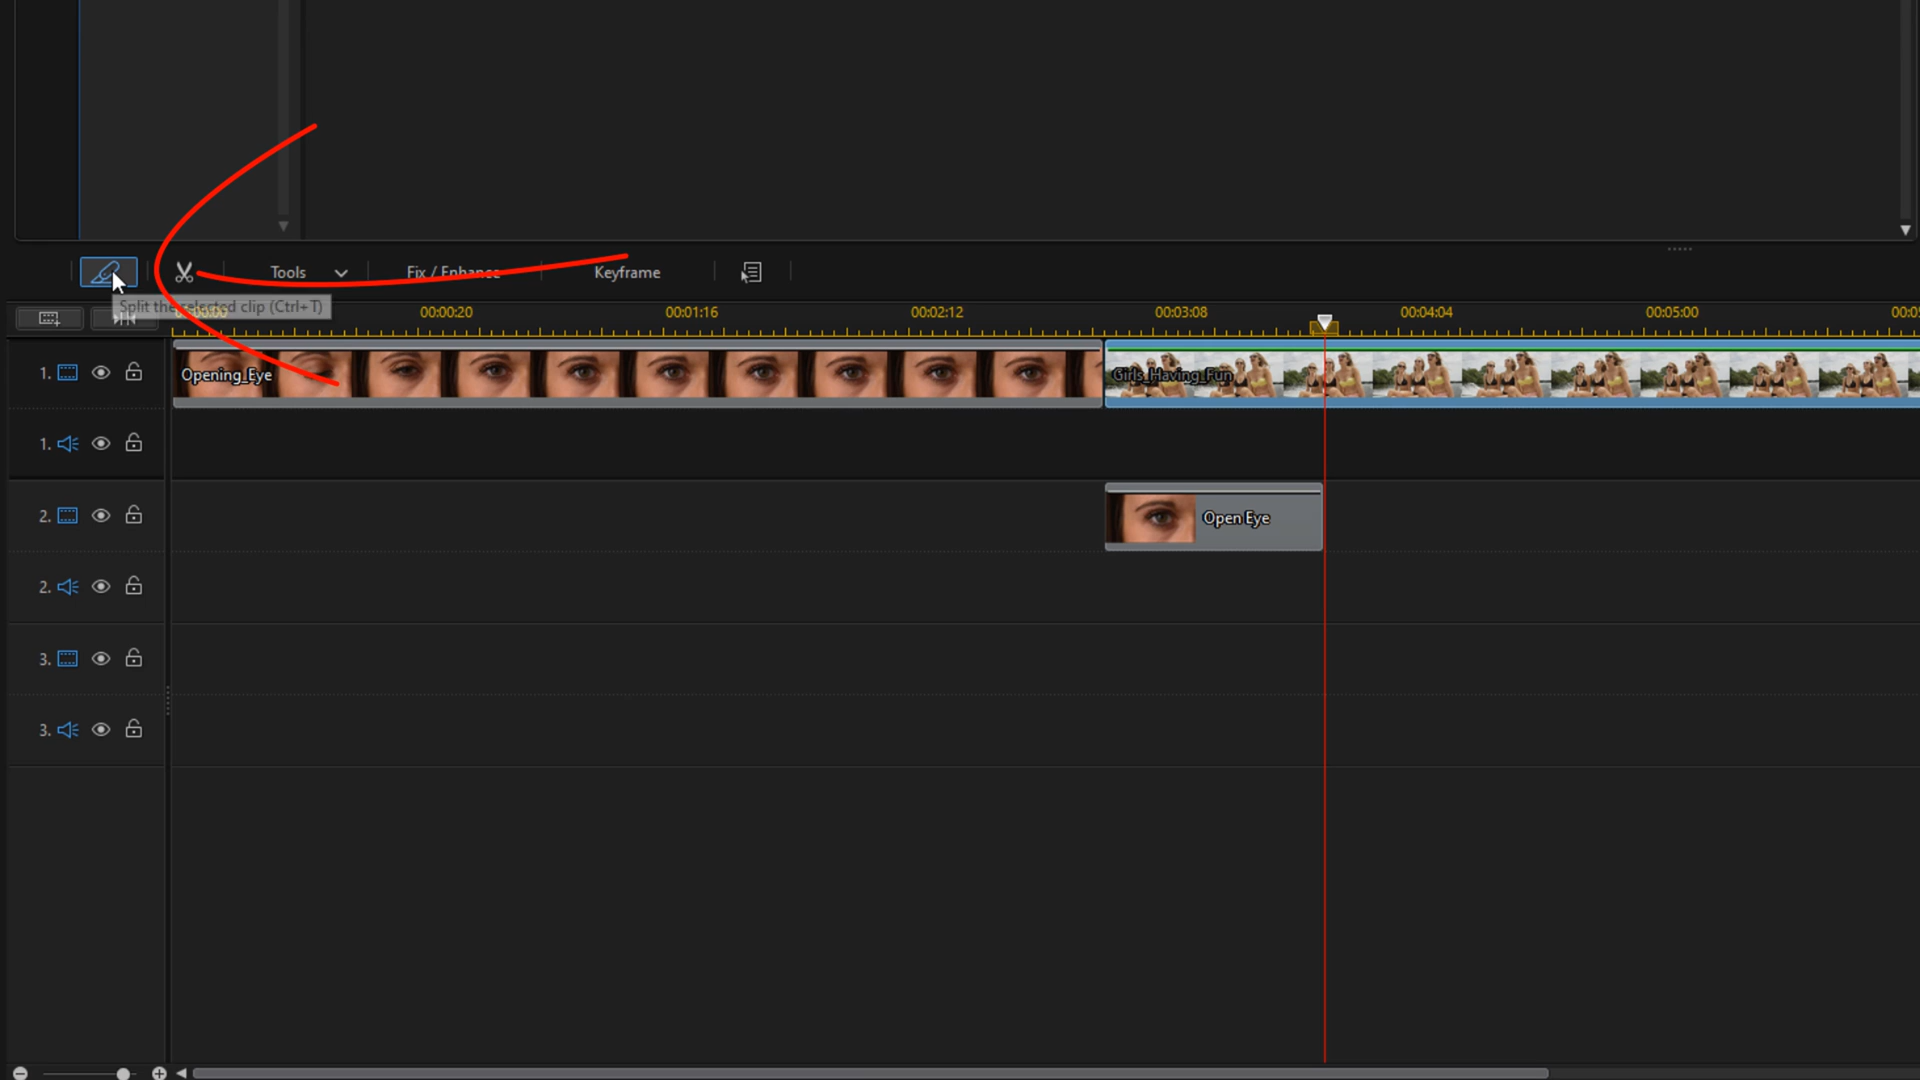 Tools Fix / Enhance Keyframe
Split the selected clip (Ctrl+T)
00:00:20 00:01:16 00:02:12 00:03:08 00:04:04 00:05:00
1. Opening_Eye Girls_Having_Fun
1.
2. Open Eye
2.
3.
3.